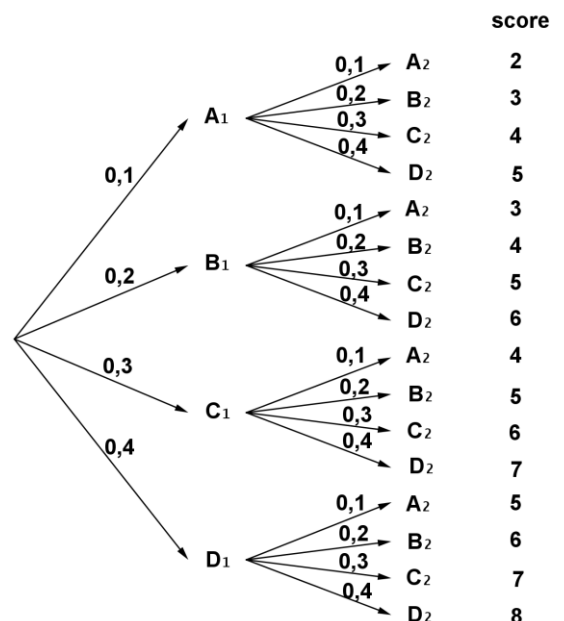 score
0,1 A₂ 2
0,2 B₂ 3
A₁ 0,3 C₂ 4
0,4 D₂ 5
0,1
0,1 A₂ 3
0,2 B₂ 4
B₁ 0,3 C₂ 5
0,2
0,4 D₂ 6
0,1 A₂ 4
0,3
0,2 B₂ 5
C₁ 0,3 C₂ 6
0,4 D₂ 7
0,4
0,1 A₂ 5
0,2 B₂ 6
D₁ 0,3 C₂ 7
0,4 D₂ 8